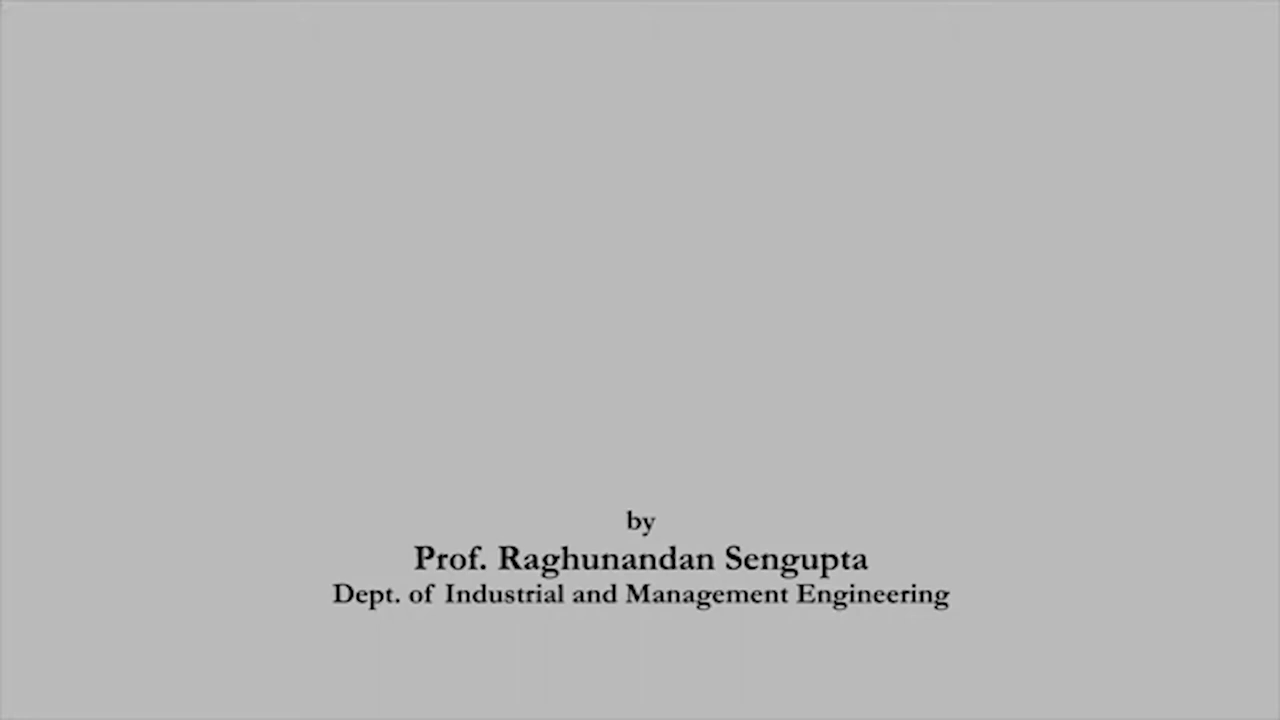 by
Prof. Raghunandan Sengupta
Dept. of Industrial and Management Engineering